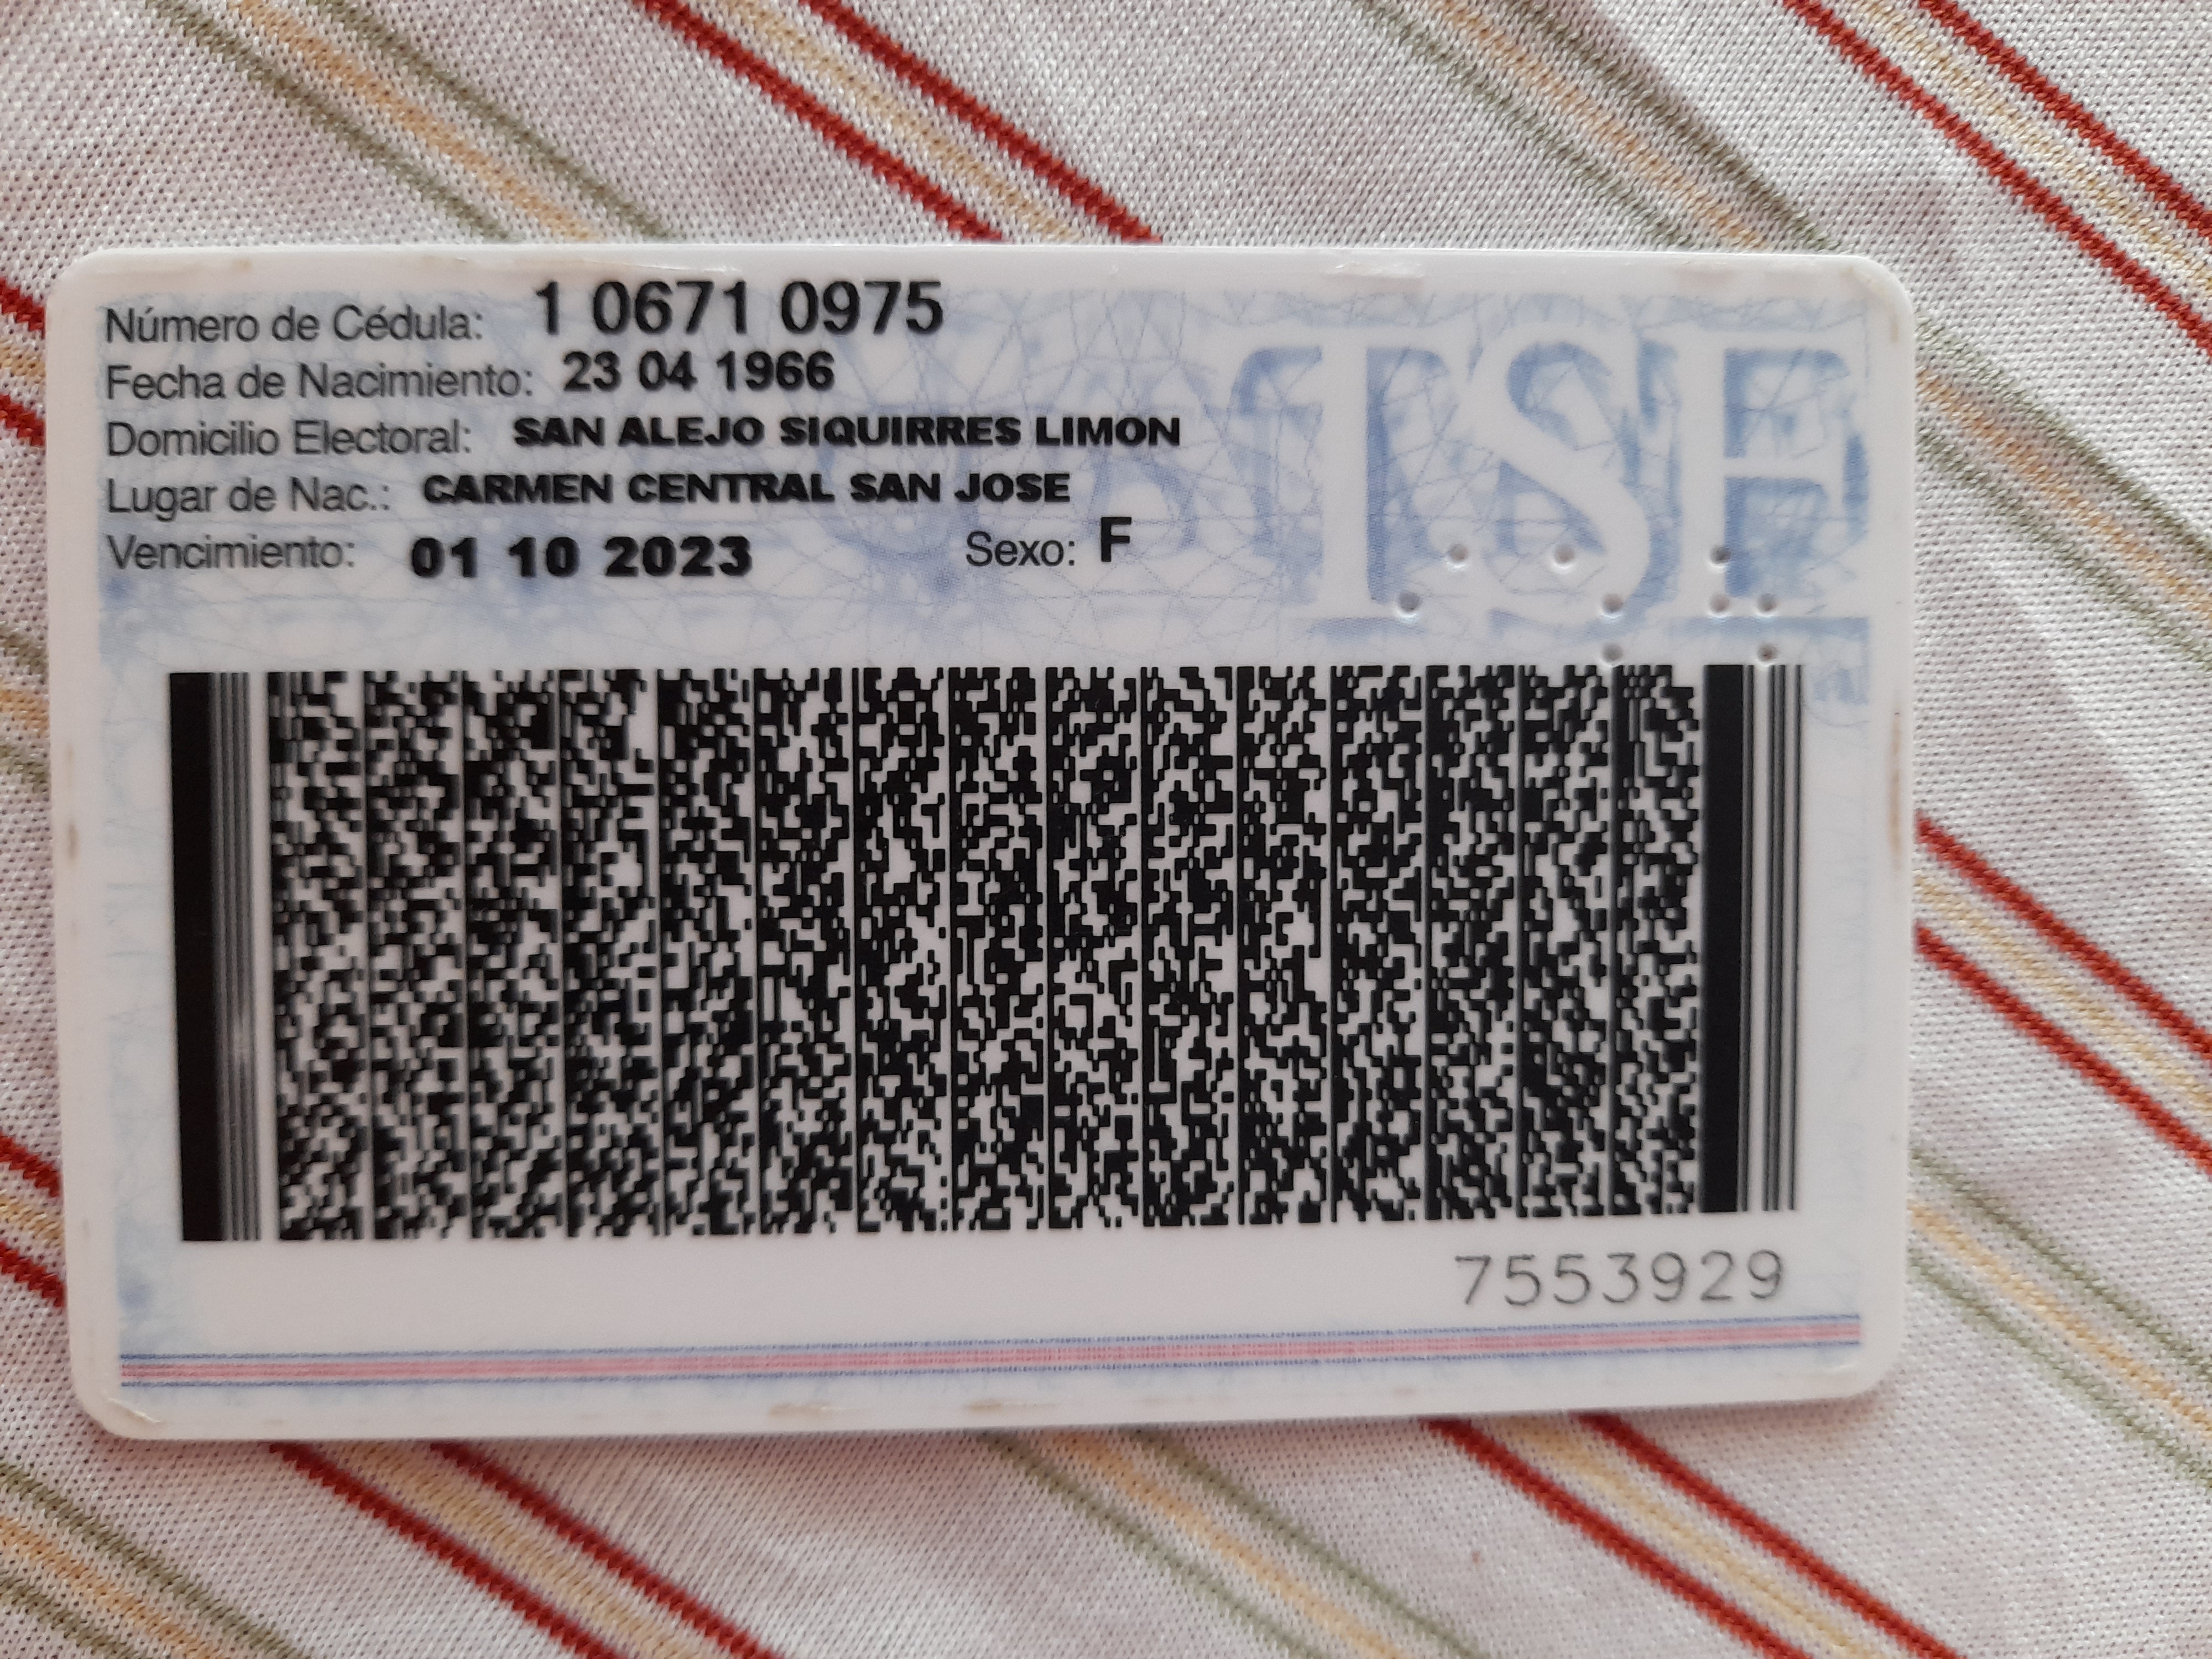 Número de Cédula: 1 0671 0975
Fecha de Nacimiento: 23 04 1966
Domicilio Electoral: SAN ALEJO SIQUIRRES LIMON
Lugar de Nac.: CARMEN CENTRAL SAN JOSE
Vencimiento: 01 10 2023 Sexo: F
TSE
7553929